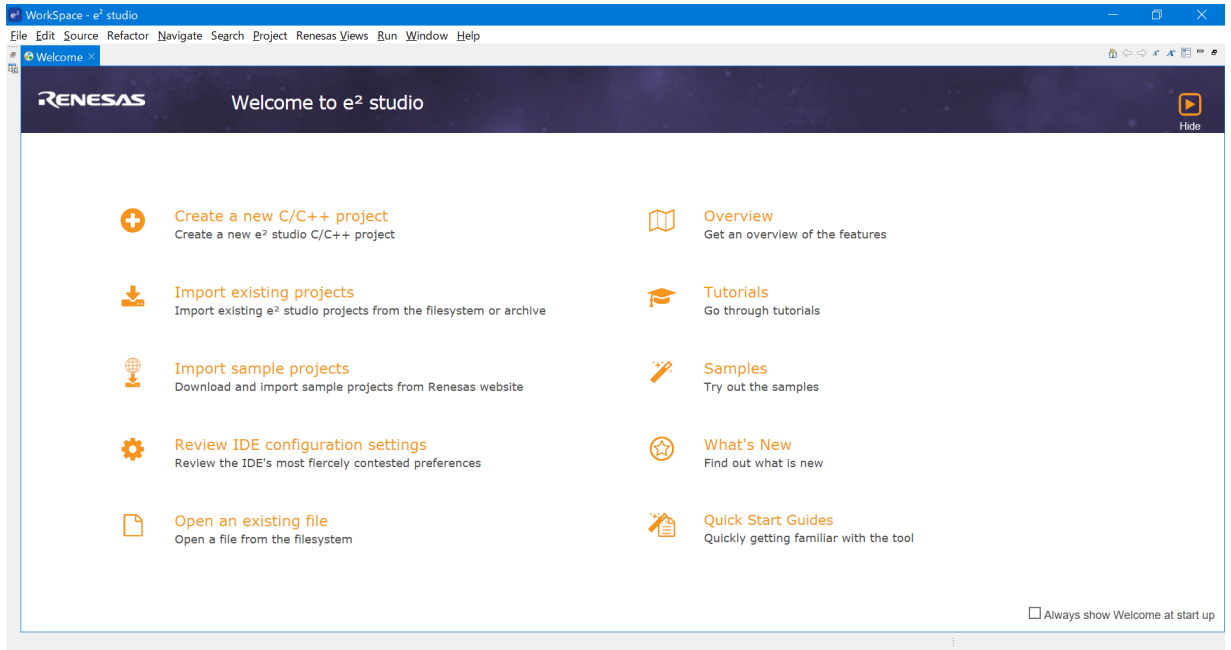 WorkSpace - e² studio
File Edit Source Refactor Navigate Search Project Renesas Views Run Window Help
Welcome
RENESAS
Welcome to e² studio
Hide
Create a new C/C++ project
Create a new e² studio C/C++ project
Overview
Get an overview of the features
Import existing projects
Import existing e² studio projects from the filesystem or archive
Tutorials
Go through tutorials
Import sample projects
Download and import sample projects from Renesas website
Samples
Try out the samples
Review IDE configuration settings
Review the IDE's most fiercely contested preferences
What's New
Find out what is new
Open an existing file
Open a file from the filesystem
Quick Start Guides
Quickly getting familiar with the tool
Always show Welcome at start up